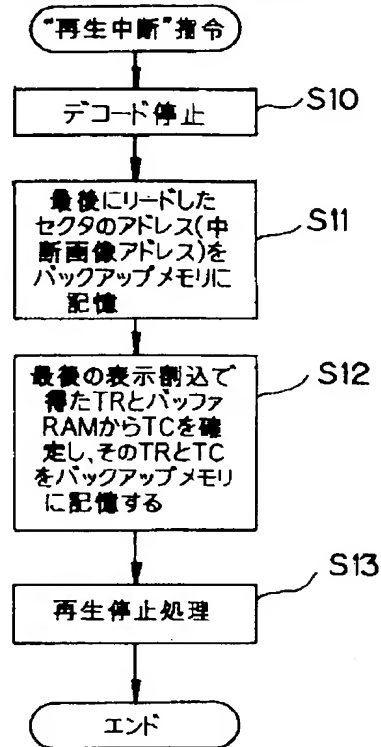 “再生中断”指令
デコード停止
S10
最後にリードした
セクタのアドレス(中
断画像アドレス)を
バックアップメモリに
記憶
S11
最後の表示割込で
得たTRとバッファ
RAMからTCを確
定し、そのTRとTC
をバックアップメモリ
に記憶する
S12
再生停止処理
S13
エンド